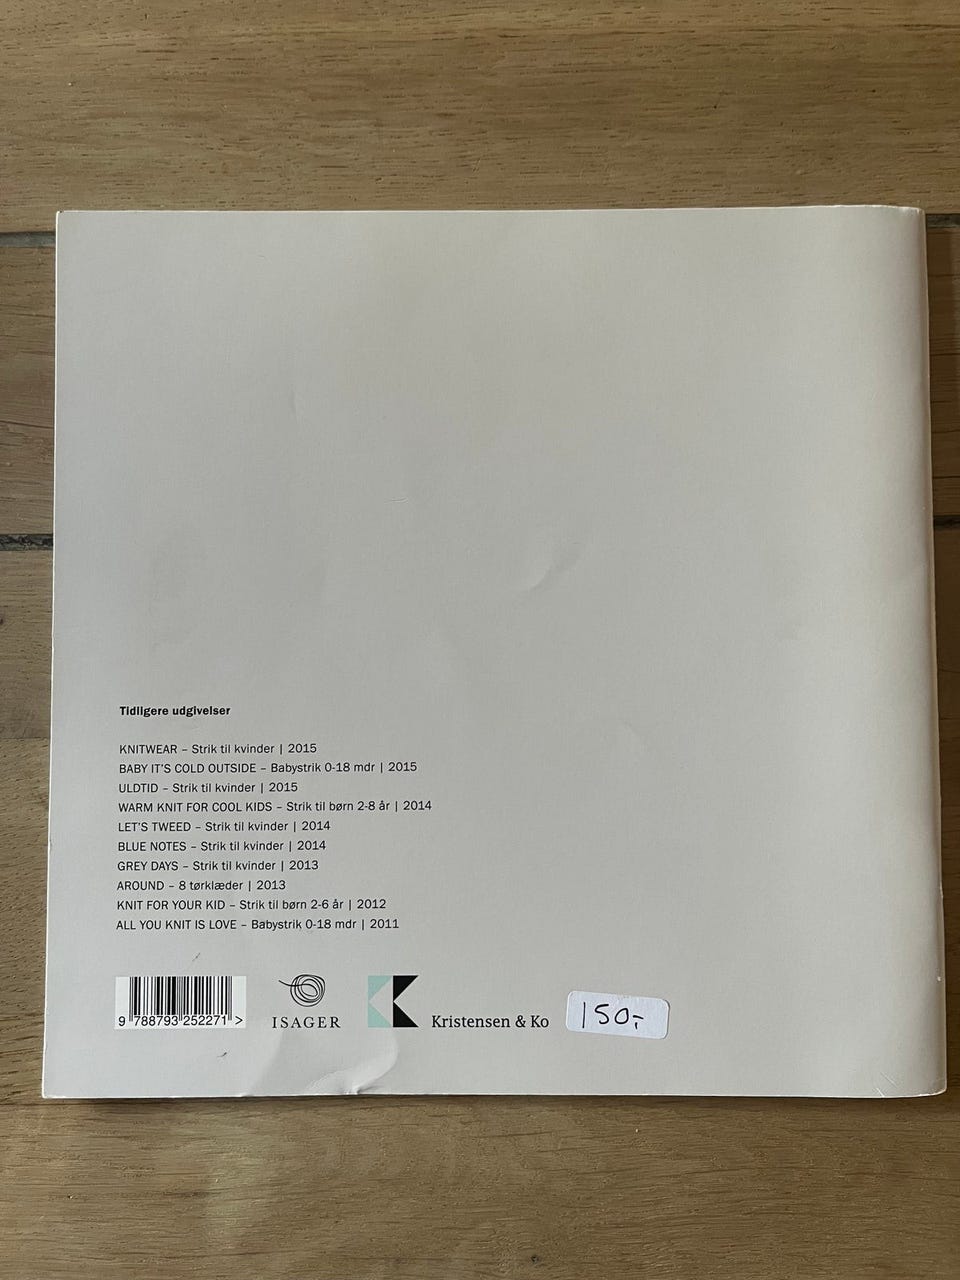 Tidligere udgivelser
KNITWEAR – Strik til kvinder | 2015
BABY IT'S COLD OUTSIDE – Babystrik 0-18 mdr | 2015
ULDTID – Strik til kvinder | 2015
WARM KNIT FOR COOL KIDS – Strik til børn 2-8 år | 2014
LET'S TWEED – Strik til kvinder | 2014
BLUE NOTES – Strik til kvinder | 2014
GREY DAYS – Strik til kvinder | 2013
AROUND – 8 tørklæder | 2013
KNIT FOR YOUR KID – Strik til børn 2-6 år | 2012
ALL YOU KNIT IS LOVE – Babystrik 0-18 mdr | 2011
9 788793 252271 >
ISAGER
K
Kristensen & Ko
150,-